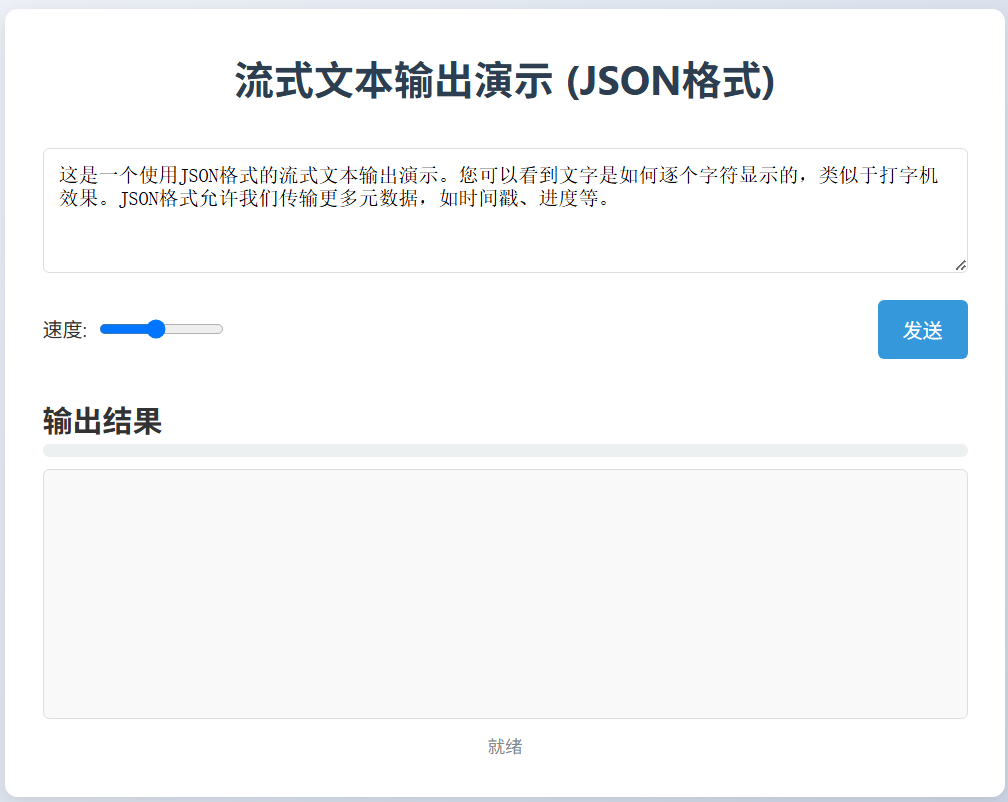 流式文本输出演示 (JSON格式)
这是一个使用JSON格式的流式文本输出演示。您可以看到文字是如何逐个字符显示的，类似于打字机
效果。JSON格式允许我们传输更多元数据，如时间戳、进度等。
速度:
发送
输出结果
就绪